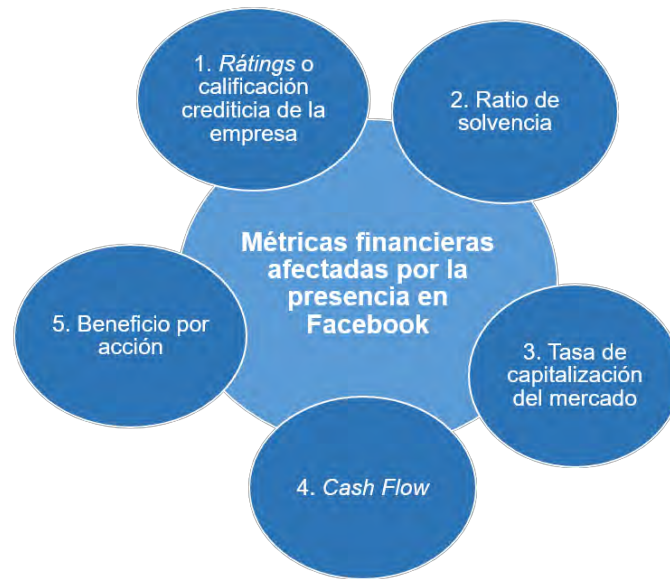 1. Rátings o
calificación
crediticia de la
empresa
2. Ratio de
solvencia
Métricas financieras
afectadas por la
presencia en
Facebook
3. Tasa de
capitalización
del mercado
4. Cash Flow
5. Beneficio por
acción